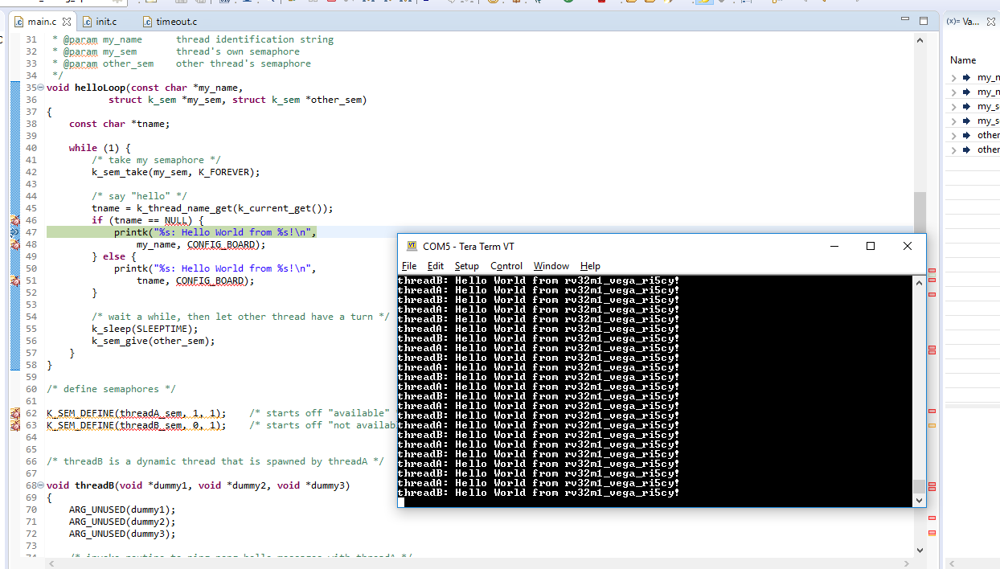 main.c init.c timeout.c
(x)= Va...
Name
my_n
my_n
my_s
my_s
other
other
31 * @param my_name thread identification string
32 * @param my_sem thread's own semaphore
33 * @param other_sem other thread's semaphore
34 */
35 void helloLoop(const char *my_name,
36 struct k_sem *my_sem, struct k_sem *other_sem)
37 {
38 const char *tname;
39
40 while (1) {
41 /* take my semaphore */
42 k_sem_take(my_sem, K_FOREVER);
43
44 /* say "hello" */
45 tname = k_thread_name_get(k_current_get());
46 if (tname == NULL) {
47 printk("%s: Hello World from %s!\n",
48 my_name, CONFIG_BOARD);
49 } else {
50 printk("%s: Hello World from %s!\n",
51 tname, CONFIG_BOARD);
52 }
53
54 /* wait a while, then let other thread have a turn */
55 k_sleep(SLEEPTIME);
56 k_sem_give(other_sem);
57 }
58 }
59
60 /* define semaphores */
61
62 K_SEM_DEFINE(threadA_sem, 1, 1); /* starts off "available"
63 K_SEM_DEFINE(threadB_sem, 0, 1); /* starts off "not availab
64
65
66 /* threadB is a dynamic thread that is spawned by threadA */
67
68 void threadB(void *dummy1, void *dummy2, void *dummy3)
69 {
70 ARG_UNUSED(dummy1);
71 ARG_UNUSED(dummy2);
72 ARG_UNUSED(dummy3);
73
COM5 - Tera Term VT
File Edit Setup Control Window Help
threadB: Hello World from rv32m1_vega_ri5cy!
threadA: Hello World from rv32m1_vega_ri5cy!
threadB: Hello World from rv32m1_vega_ri5cy!
threadA: Hello World from rv32m1_vega_ri5cy!
threadB: Hello World from rv32m1_vega_ri5cy!
threadA: Hello World from rv32m1_vega_ri5cy!
threadB: Hello World from rv32m1_vega_ri5cy!
threadA: Hello World from rv32m1_vega_ri5cy!
threadB: Hello World from rv32m1_vega_ri5cy!
threadA: Hello World from rv32m1_vega_ri5cy!
threadB: Hello World from rv32m1_vega_ri5cy!
threadA: Hello World from rv32m1_vega_ri5cy!
threadB: Hello World from rv32m1_vega_ri5cy!
threadA: Hello World from rv32m1_vega_ri5cy!
threadB: Hello World from rv32m1_vega_ri5cy!
threadA: Hello World from rv32m1_vega_ri5cy!
threadB: Hello World from rv32m1_vega_ri5cy!
threadA: Hello World from rv32m1_vega_ri5cy!
threadB: Hello World from rv32m1_vega_ri5cy!
threadA: Hello World from rv32m1_vega_ri5cy!
threadB: Hello World from rv32m1_vega_ri5cy!
threadA: Hello World from rv32m1_vega_ri5cy!
threadB: Hello World from rv32m1_vega_ri5cy!